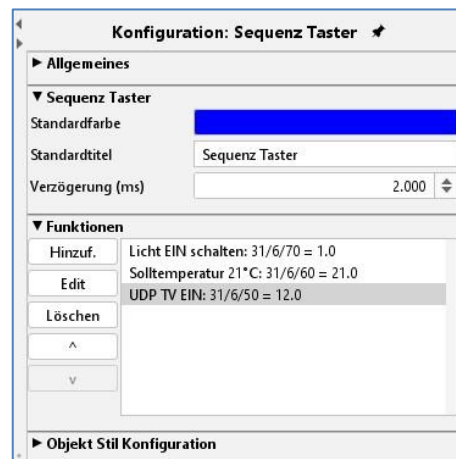 Konfiguration: Sequenz Taster
Allgemeines
Sequenz Taster
Standardfarbe
Standardtitel Sequenz Taster
Verzögerung (ms) 2.000
Funktionen
Hinzuf.
Edit
Löschen
^
v
Licht EIN schalten: 31/6/70 = 1.0
Solltemperatur 21°C: 31/6/60 = 21.0
UDP TV EIN: 31/6/50 = 12.0
Objekt Stil Konfiguration